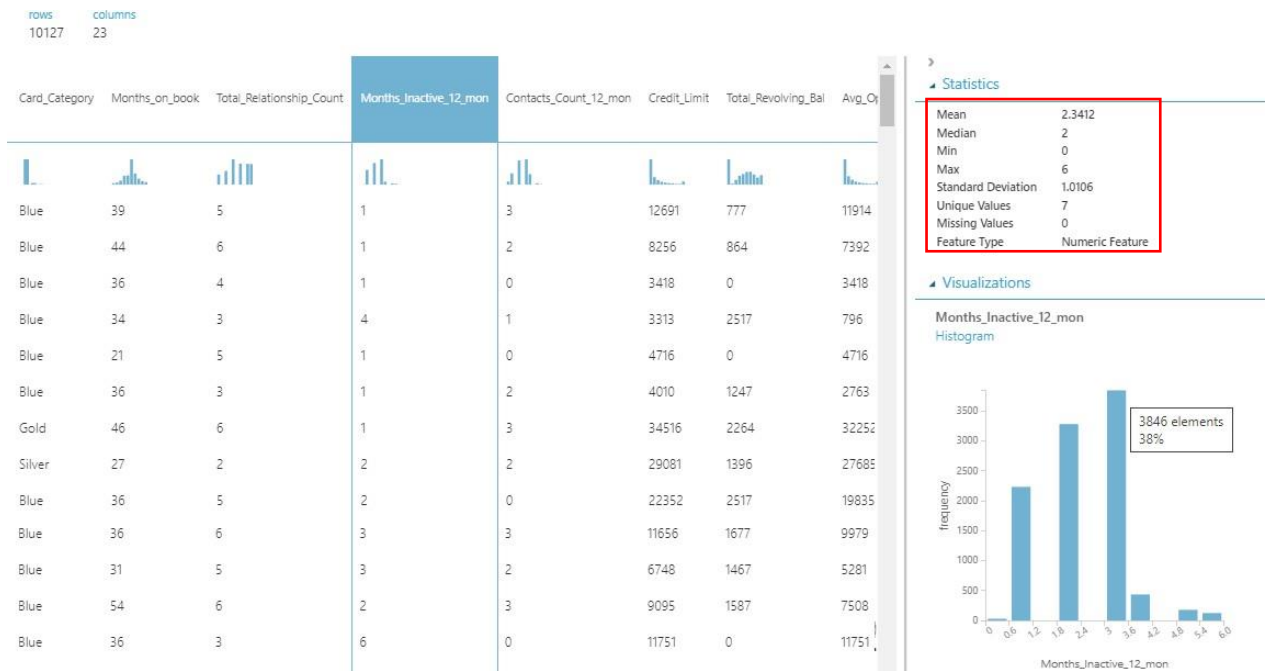 rows columns
10127 23
Card_Category Months_on_book Total_Relationship_Count Months_Inactive_12_mon Contacts_Count_12_mon Credit_Limit Total_Revolving_Bal Avg_Op
Blue 39 5 1 3 12691 777 11914
Blue 44 6 1 2 8256 864 7392
Blue 36 4 1 0 3418 0 3418
Blue 34 3 4 1 3313 2517 796
Blue 21 5 1 0 4716 0 4716
Blue 36 3 1 2 4010 1247 2763
Gold 46 6 1 3 34516 2264 32252
Silver 27 2 2 2 29081 1396 27685
Blue 36 5 2 0 22352 2517 19835
Blue 36 6 3 3 11656 1677 9979
Blue 31 5 3 2 6748 1467 5281
Blue 54 6 2 3 9095 1587 7508
Blue 36 3 6 0 11751 0 11751
Statistics
Mean 2.3412
Median 2
Min 0
Max 6
Standard Deviation 1.0106
Unique Values 7
Missing Values 0
Feature Type Numeric Feature
Visualizations
Months_Inactive_12_mon
Histogram
3846 elements
38%
3500
3000
2500
2000
1500
1000
500
0
frequency
0 0.6 1.2 1.8 2.4 3 3.6 4.2 4.8 5.4 6.0
Months_Inactive_12_mon